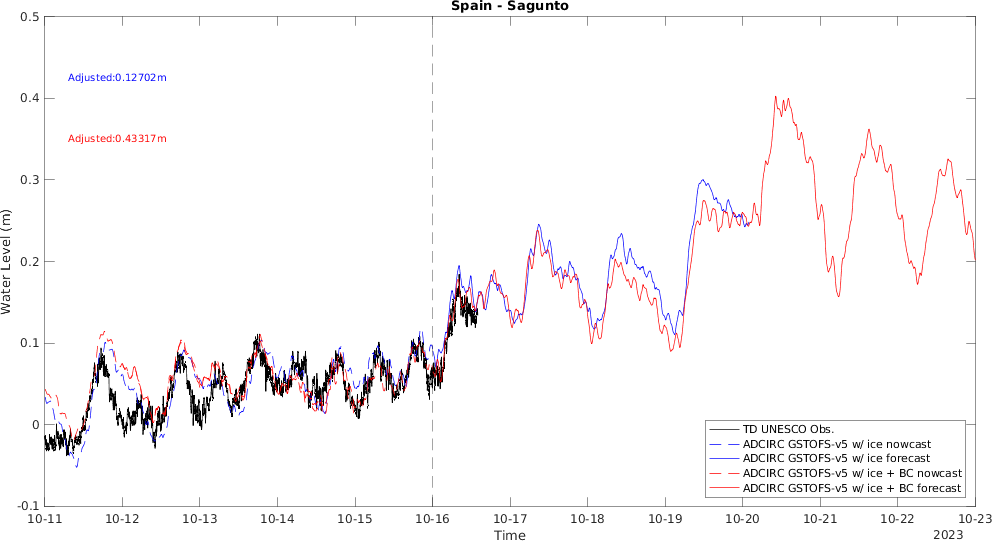 Spain - Sagunto
0.5
0.4
0.3
0.2
0.1
0
-0.1
Water Level (m)
Adjusted:0.12702m
Adjusted:0.43317m
TD UNESCO Obs.
ADCIRC GSTOFS-v5 w/ ice nowcast
ADCIRC GSTOFS-v5 w/ ice forecast
ADCIRC GSTOFS-v5 w/ ice + BC nowcast
ADCIRC GSTOFS-v5 w/ ice + BC forecast
10-11 10-12 10-13 10-14 10-15 10-16 10-17 10-18 10-19 10-20 10-21 10-22 10-23
Time
2023